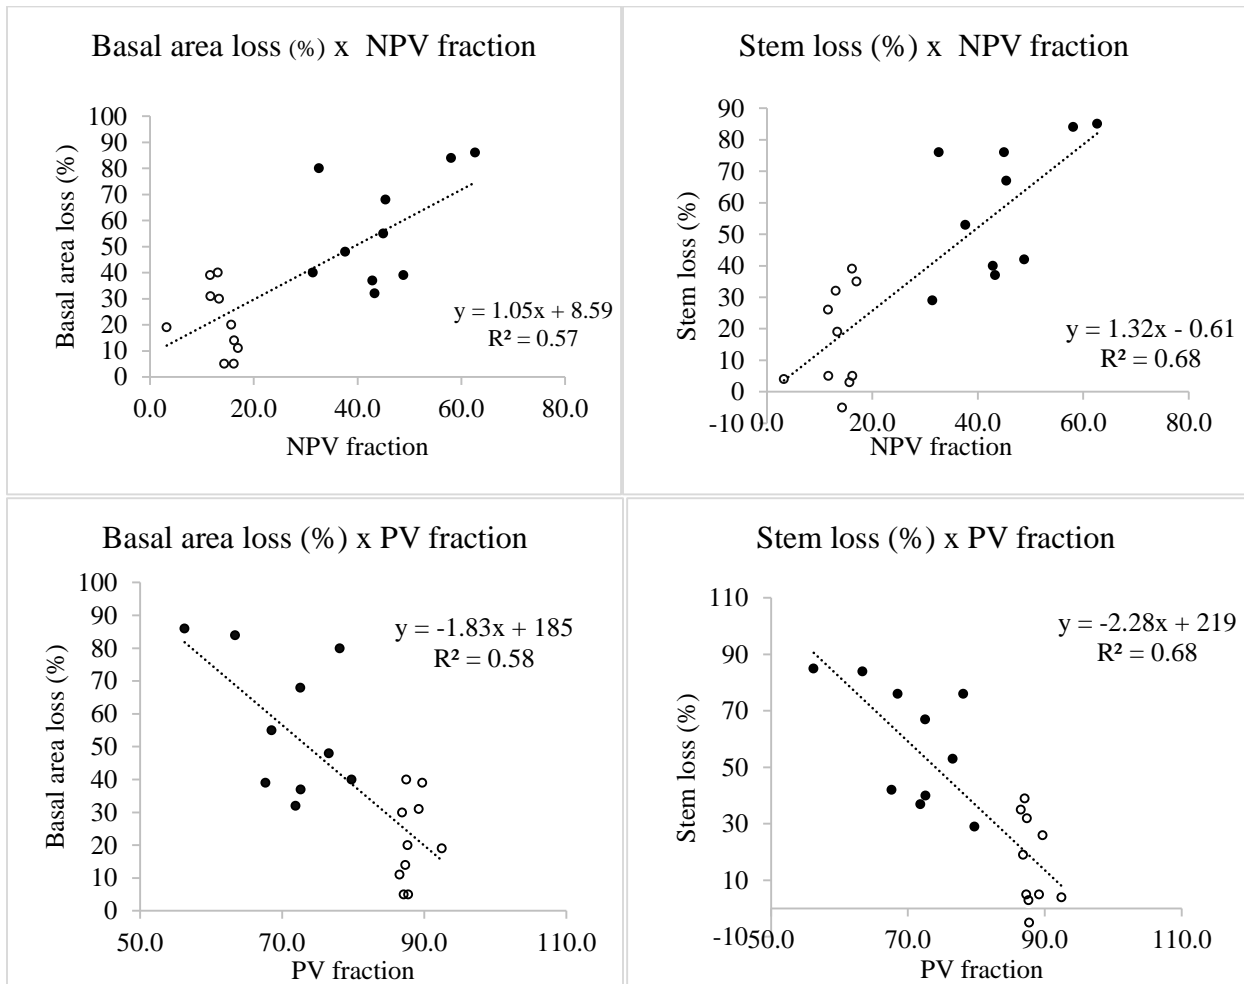 Basal area loss (%) x  NPV fraction
100
90
80
70
60
50
40
30
20
10
0
Basal area loss (%)
y = 1.05x + 8.59
R² = 0.57
0.0 20.0 40.0 60.0 80.0
NPV fraction
Stem loss (%) x  NPV fraction
90
80
70
60
50
40
30
20
10
0
-10
Stem loss (%)
y = 1.32x - 0.61
R² = 0.68
0.0 20.0 40.0 60.0 80.0
NPV fraction
Basal area loss (%) x PV fraction
100
90
80
70
60
50
40
30
20
10
0
Basal area loss (%)
y = -1.83x + 185
R² = 0.58
50.0 70.0 90.0 110.0
PV fraction
Stem loss (%) x PV fraction
110
90
70
50
30
10
-10
Stem loss (%)
y = -2.28x + 219
R² = 0.68
50.0 70.0 90.0 110.0
PV fraction